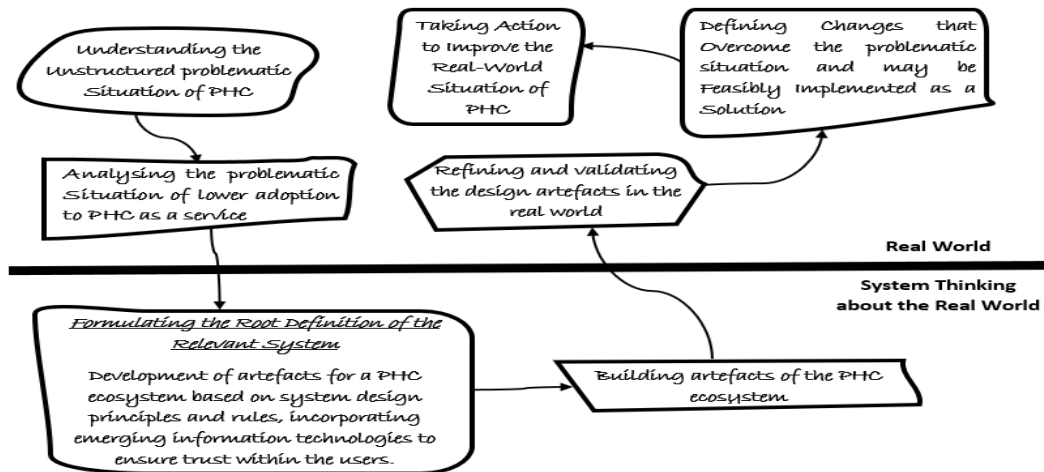 Understanding the
Unstructured problematic
Situation of PHC
Analysing the problematic
Situation of lower adoption
to PHC as a service
Taking Action
to Improve the
Real-World
Situation of
PHC
Defining Changes that
Overcome the problematic
situation and may be
Feasibly Implemented as a
Solution
Refining and validating
the design artefacts in the
real world
Real World
System Thinking
about the Real World
Formulating the Root Definition of the
Relevant System
Development of artefacts for a PHC
ecosystem based on system design
principles and rules, incorporating
emerging information technologies to
ensure trust within the users.
Building artefacts of the PHC
ecosystem